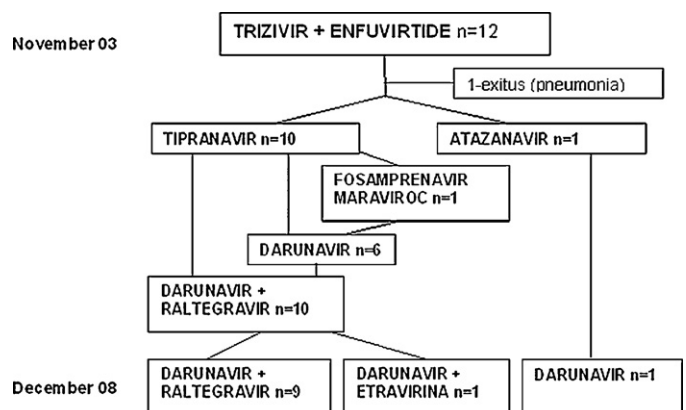 November 03
TRIZIVIR + ENFUVIRTIDE n=12
1-exitus (pneumonia)
TIPRANAVIR n=10
ATAZANAVIR n=1
FOSAMPRENAVIR
MARAVIROC n=1
DARUNAVIR n=6
DARUNAVIR +
RALTEGRAVIR n=10
December 08
DARUNAVIR +
RALTEGRAVIR n=9
DARUNAVIR +
ETRAVIRINA n=1
DARUNAVIR n=1